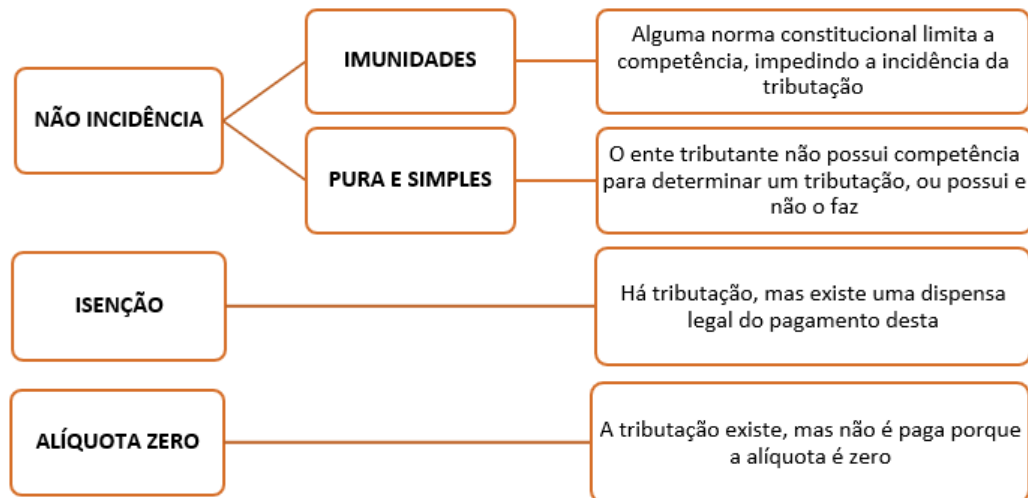 NÃO INCIDÊNCIA
IMUNIDADES
Alguma norma constitucional limita a
competência, impedindo a incidência da
tributação
PURA E SIMPLES
O ente tributante não possui competência
para determinar um tributação, ou possui e
não o faz
ISENÇÃO
Há tributação, mas existe uma dispensa
legal do pagamento desta
ALÍQUOTA ZERO
A tributação existe, mas não é paga porque
a alíquota é zero